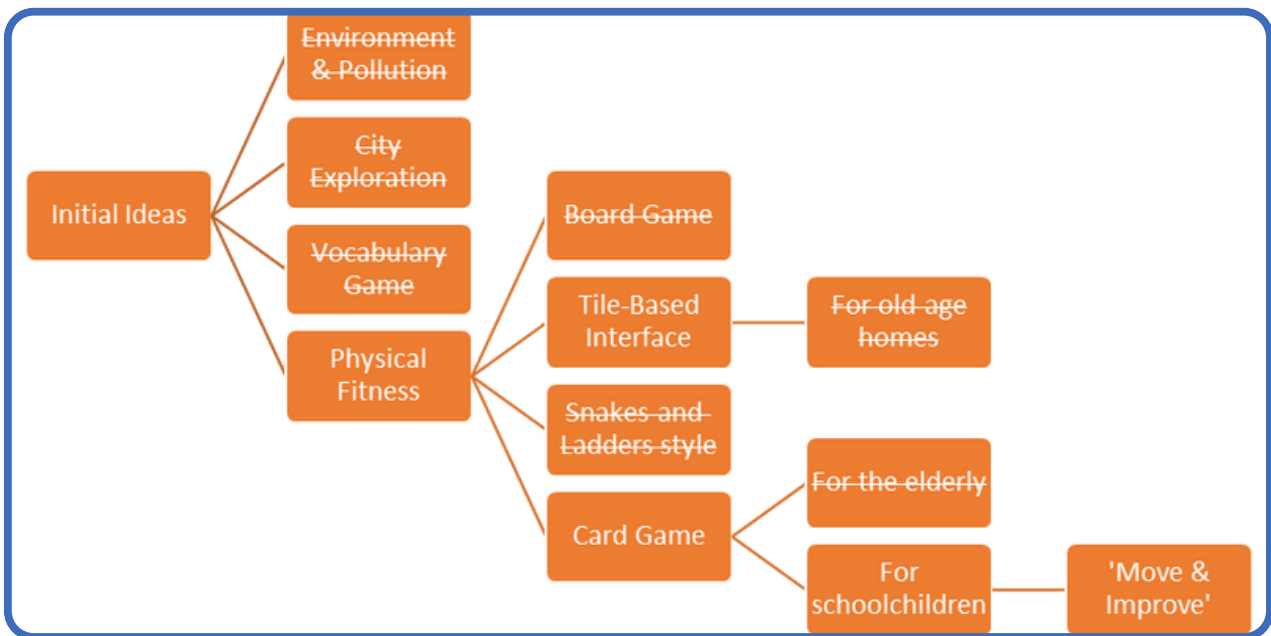 Environment
& Pollution
City
Exploration
Initial Ideas
Vocabulary
Game
Physical
Fitness
Board Game
Tile-Based
Interface
For old age
homes
Snakes and
Ladders style
Card Game
For the elderly
For
schoolchildren
'Move &
Improve'